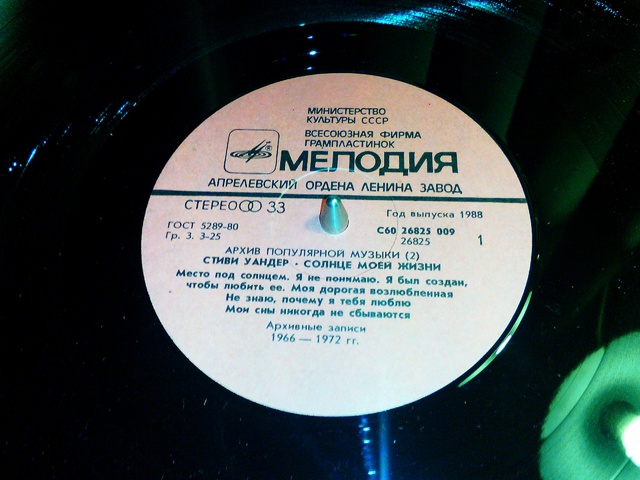 МИНИСТЕРСТВО
КУЛЬТУРЫ СССР
ВСЕСОЮЗНАЯ ФИРМА
ГРАМПЛАСТИНОК
МЕЛОДИЯ
АПРЕЛЕВСКИЙ ОРДЕНА ЛЕНИНА ЗАВОД
СТЕРЕО 33
Год выпуска 1988
ГОСТ 5289-80
С60 26825 009
Гр. 3. 3-25
26825
1
АРХИВ ПОПУЛЯРНОЙ МУЗЫКИ (2)
СТИВИ УАНДЕР · СОЛНЦЕ МОЕЙ ЖИЗНИ
Место под солнцем. Я не понимаю. Я был создан,
чтобы любить ее. Моя дорогая возлюбленная
Не знаю, почему я тебя люблю
Мои сны никогда не сбываются
Архивные записи
1966 — 1972 гг.